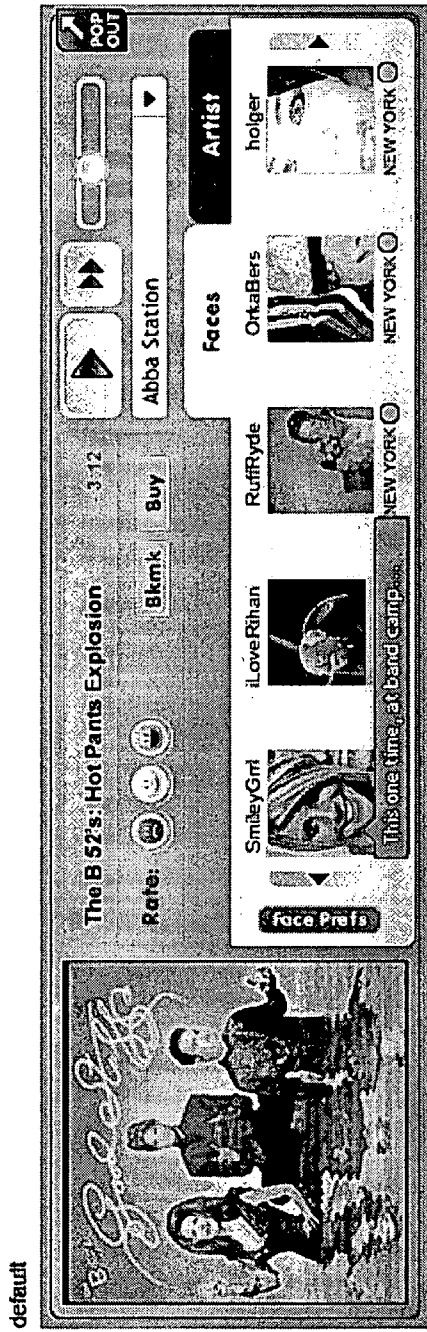 default
POP
OUT
The B 52's: Hot Pants Explosion
-3:12
Rate:
Bkmk
Buy
Abba Station
Faces
Artist
Face Prefs
SmileyGrrl
iLoveRihan
RuffRyde
OrkaBers
holger
NEW YORK
NEW YORK
NEW YORK
This one time, at band camp...